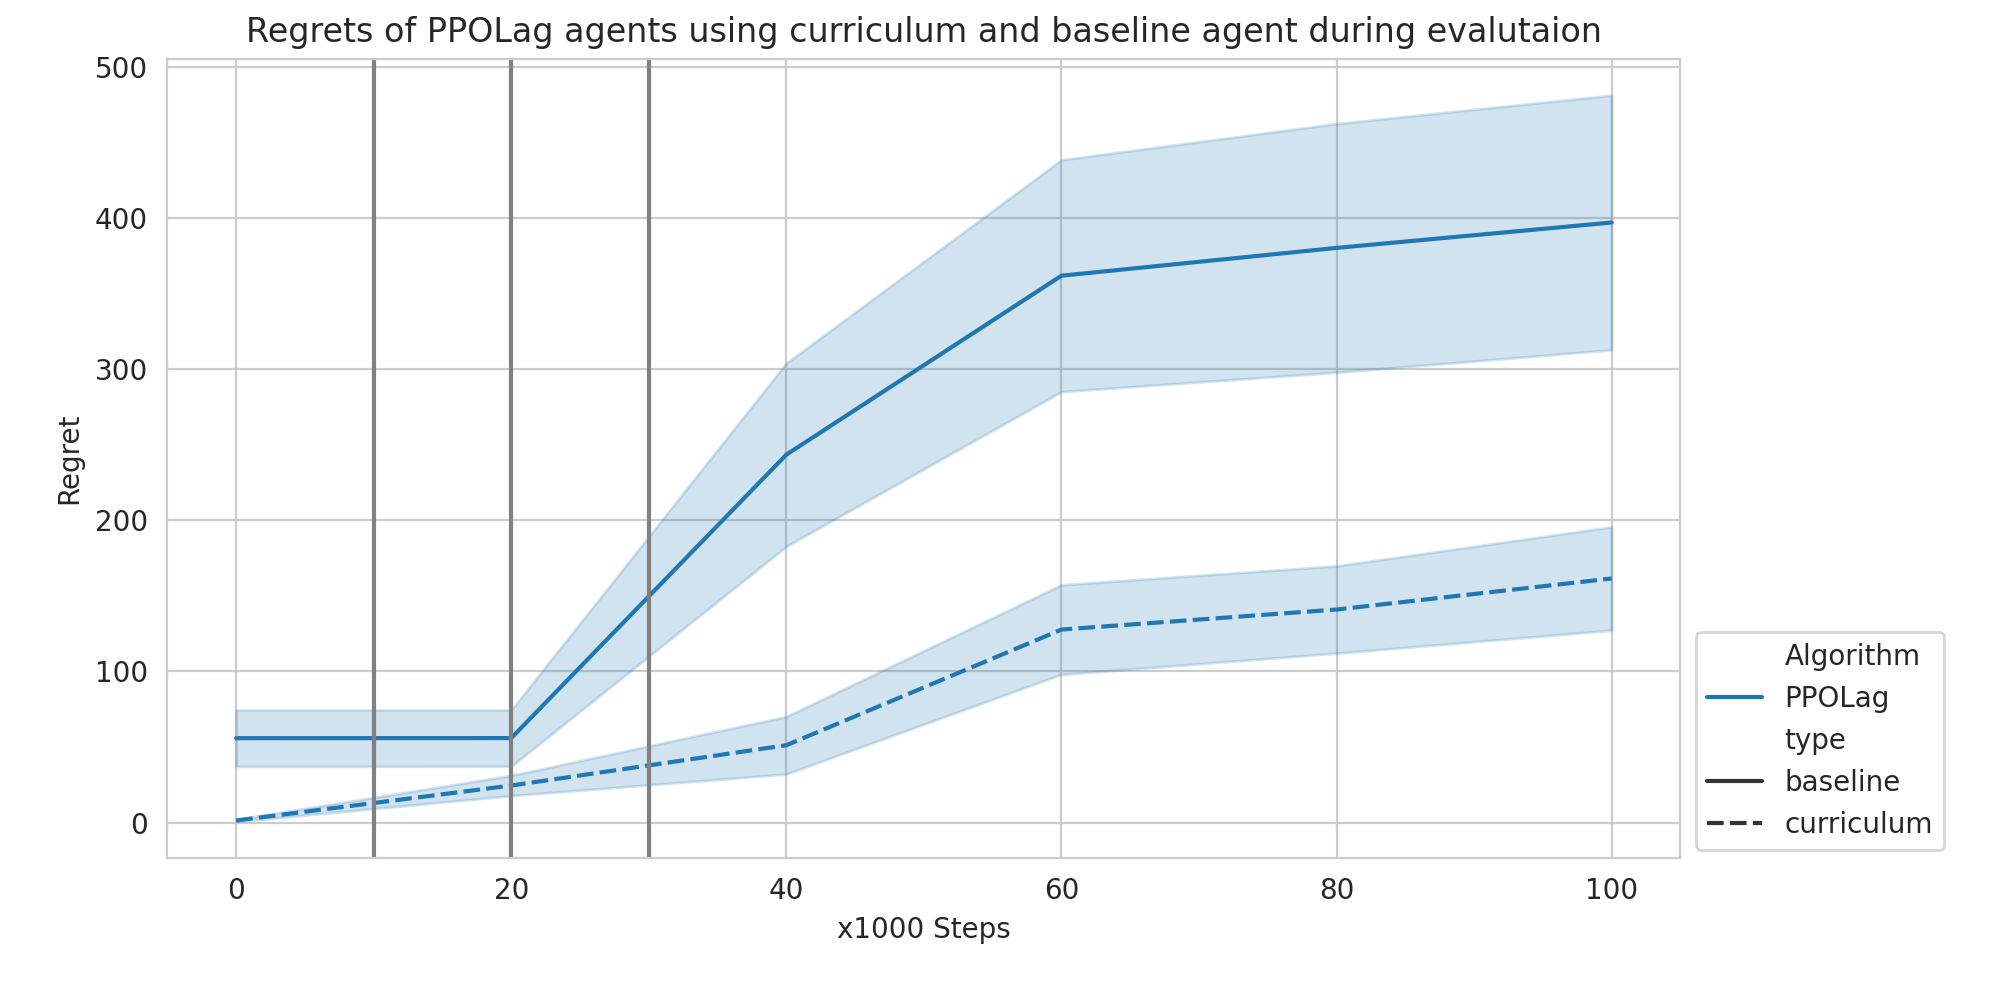 Regrets of PPOLag agents using curriculum and baseline agent during evalutaion
500
400
300
200
100
0
Regret
0 20 40 60 80 100
x1000 Steps
Algorithm
PPOLag
type
baseline
curriculum